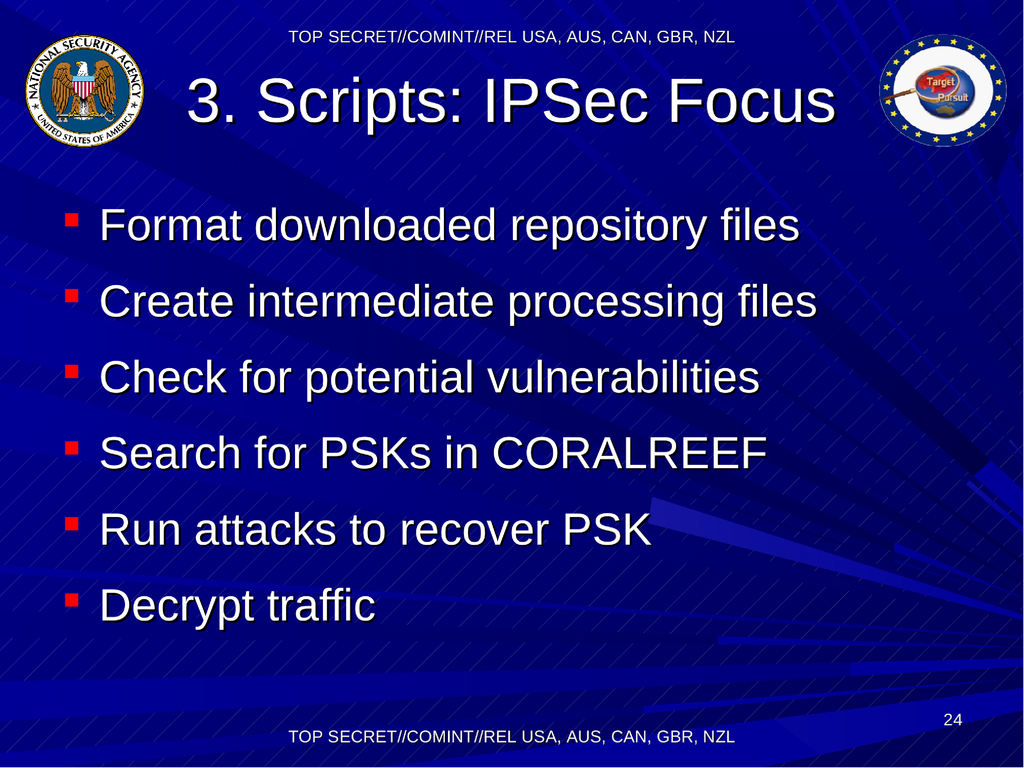 TOP SECRET//COMINT//REL USA, AUS, CAN, GBR, NZL
NATIONAL SECURITY AGENCY
UNITED STATES OF AMERICA
3. Scripts: IPSec Focus
Target
Pursuit
Format downloaded repository files
Create intermediate processing files
Check for potential vulnerabilities
Search for PSKs in CORALREEF
Run attacks to recover PSK
Decrypt traffic
24
TOP SECRET//COMINT//REL USA, AUS, CAN, GBR, NZL